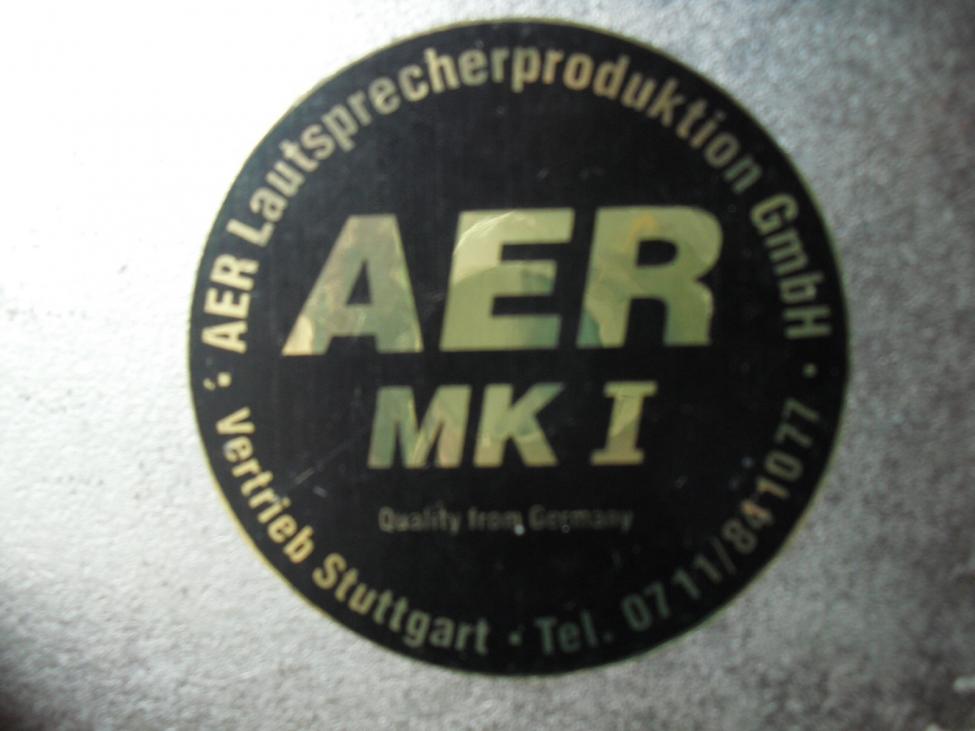 AER Lautsprecherproduktion GmbH
AER
MK I
Quality from Germany
Vertrieb Stuttgart · Tel. 0711/841077